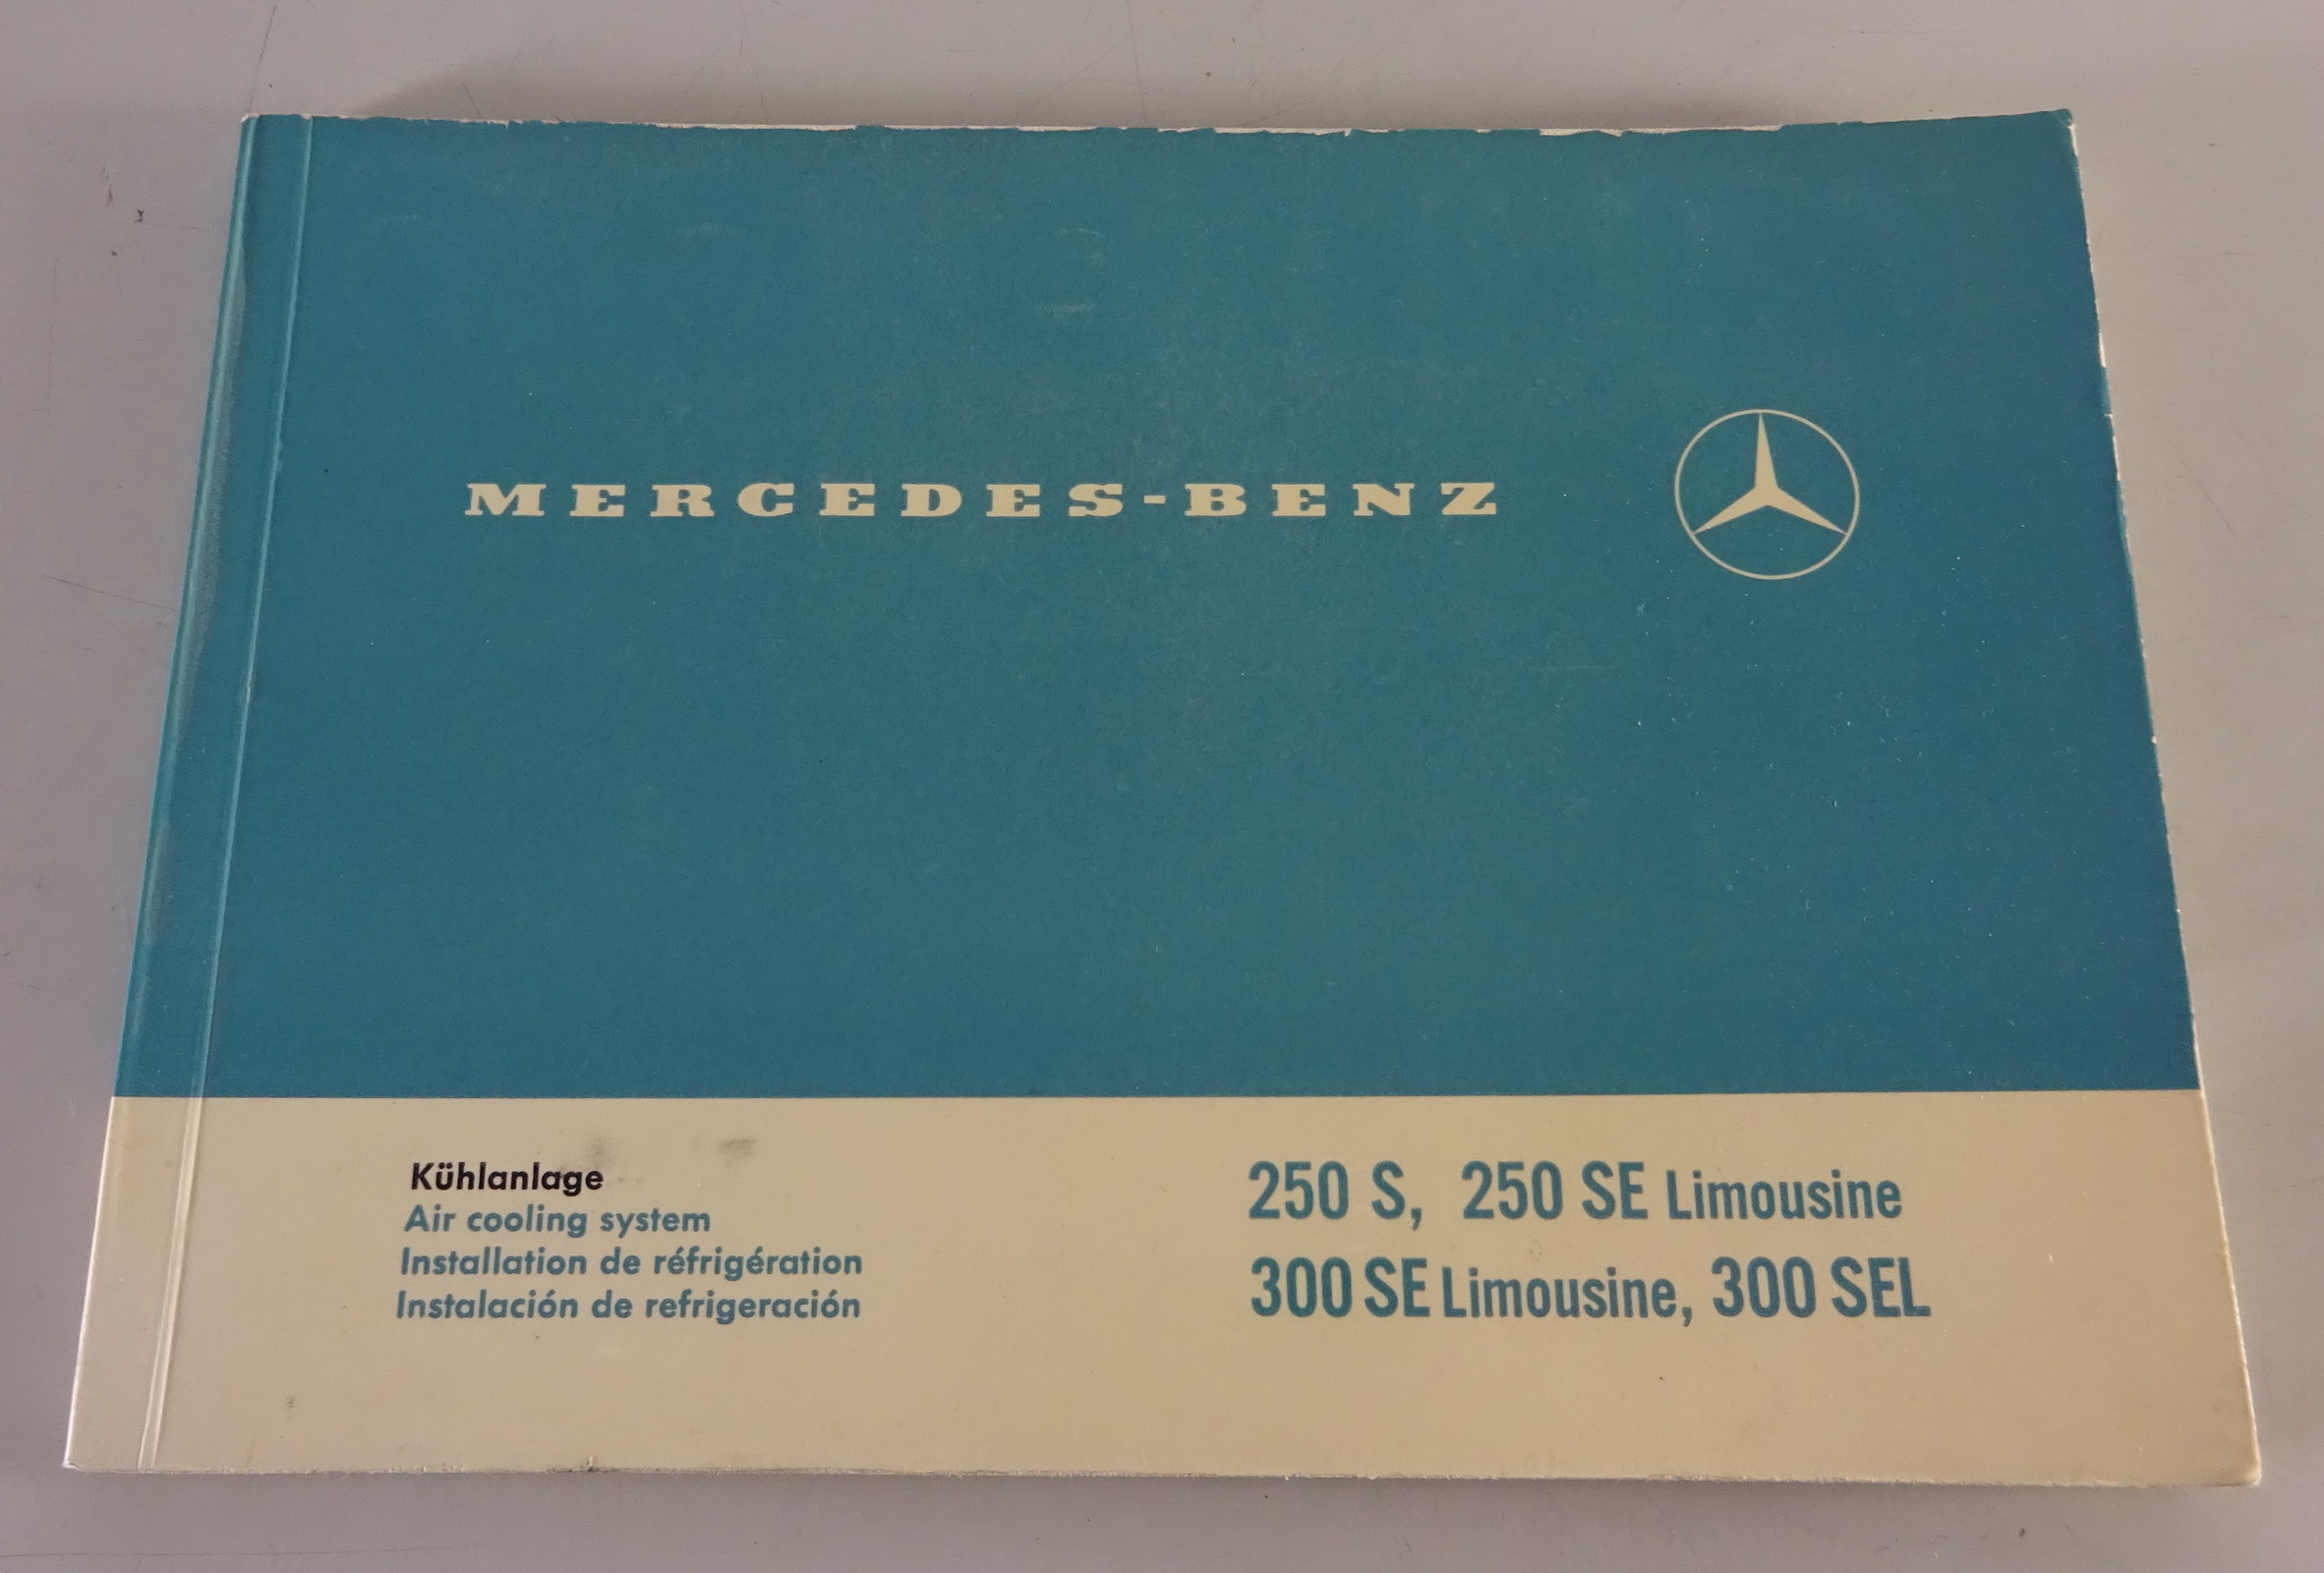 MERCEDES-BENZ
Kühlanlage
Air cooling system
Installation de réfrigération
Instalación de refrigeración
250 S, 250 SE Limousine
300 SE Limousine, 300 SEL